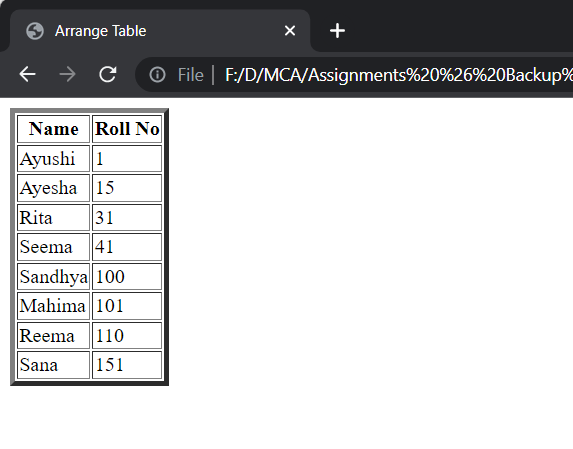 Arrange Table
File F:/D/MCA/Assignments%20%26%20Backup%
Name Roll No
Ayushi 1
Ayesha 15
Rita 31
Seema 41
Sandhya 100
Mahima 101
Reema 110
Sana 151